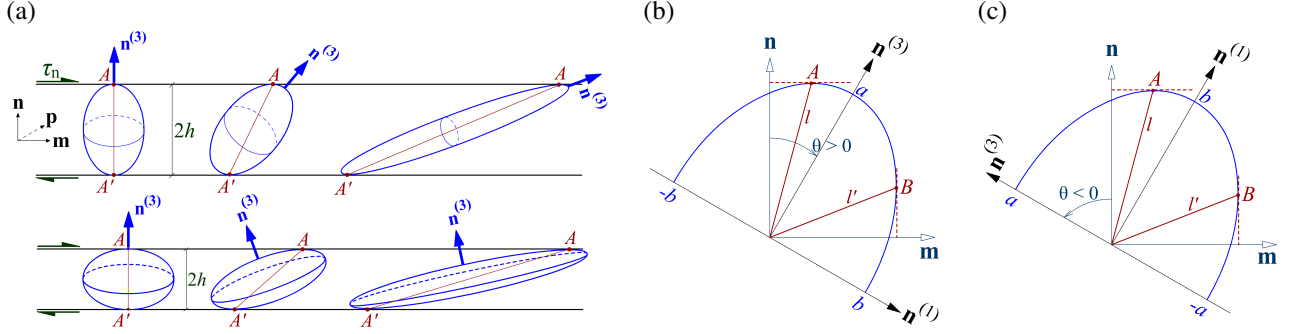 (a)
n(3)
n(3)
A
A
A
τn
n(3)
n
p
m
2h
A'
A'
A'
n(3)
n(3)
n(3)
A
A
A
2h
A'
A'
A'
(b)
n
n(3)
A
a
l
θ > 0
-b
l'
B
m
b
n(1)
(c)
n
n(1)
A
b
l
n(3)
θ < 0
a
l'
B
m
-a